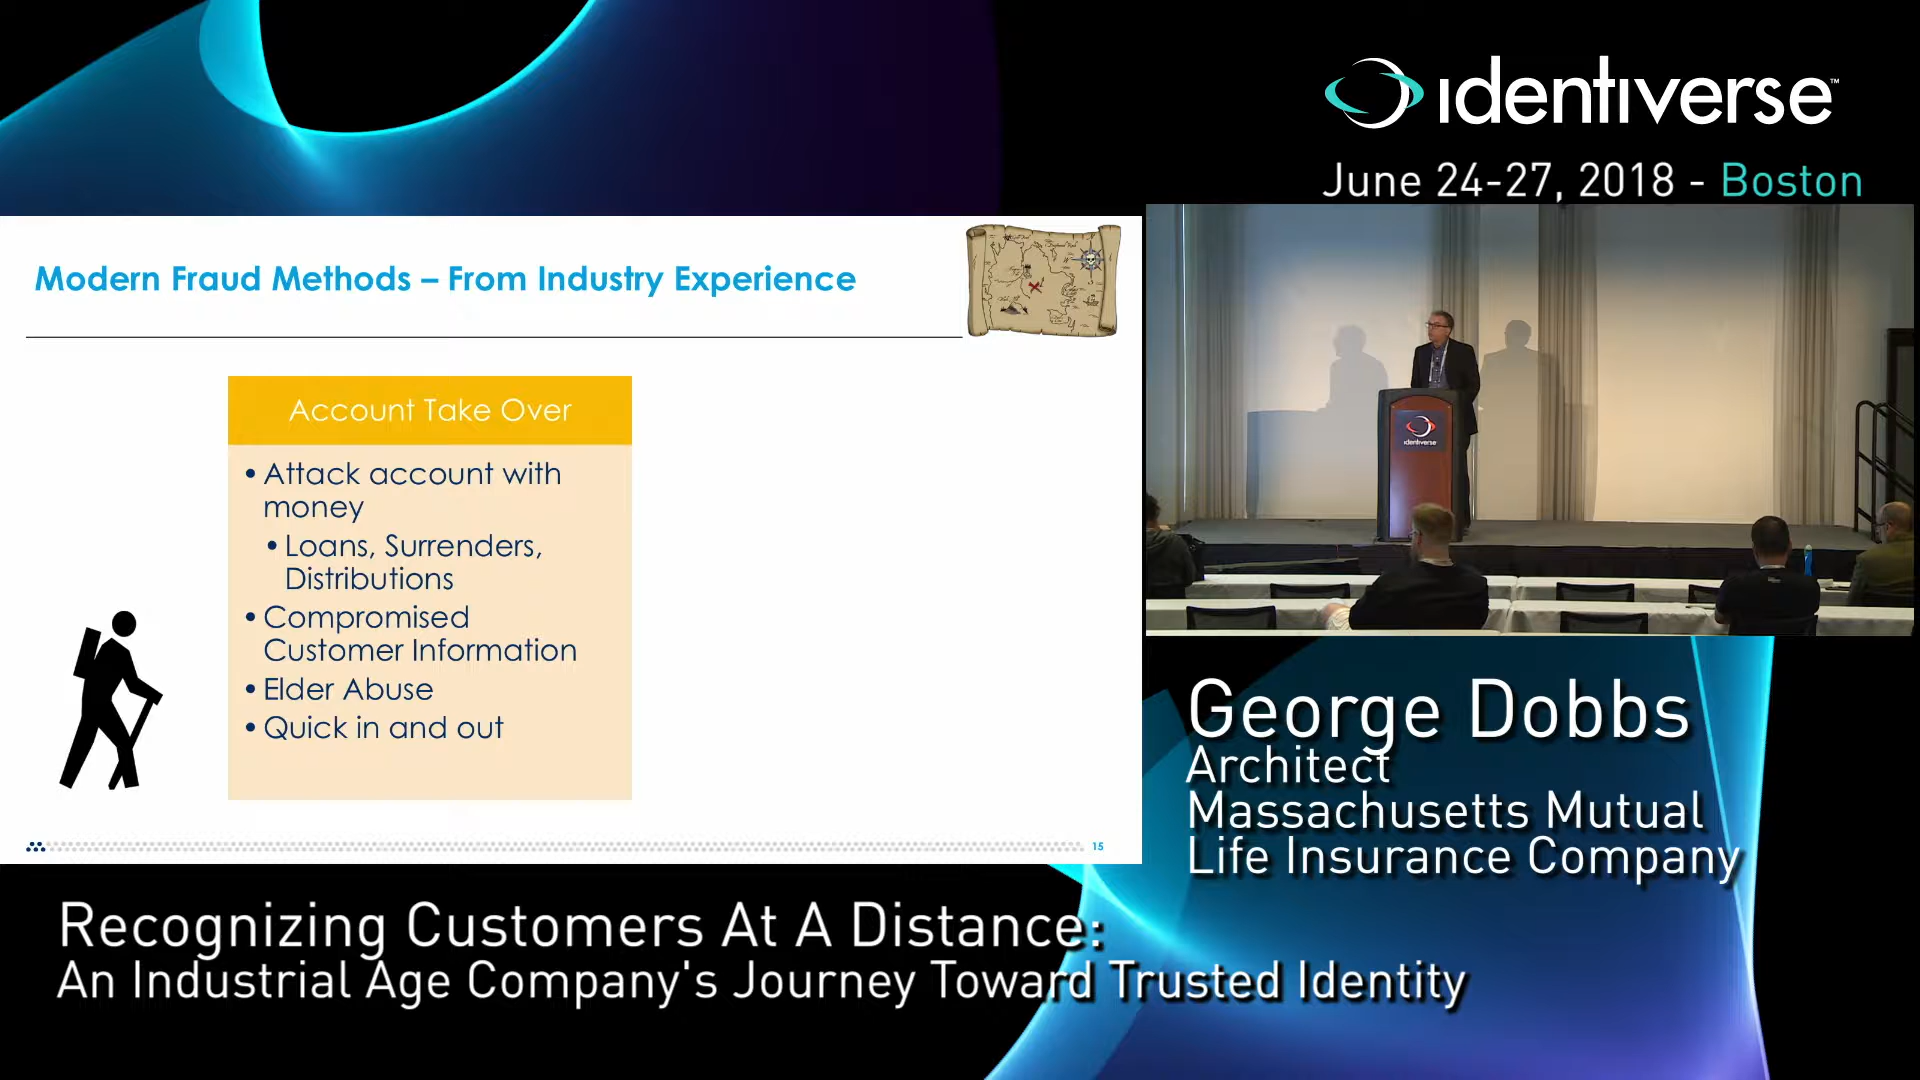 identiverse™
June 24-27, 2018 - Boston
Modern Fraud Methods – From Industry Experience
Account Take Over
• Attack account with
money
• Loans, Surrenders,
Distributions
• Compromised
Customer Information
• Elder Abuse
• Quick in and out
15
identiverse
George Dobbs
Architect
Massachusetts Mutual
Life Insurance Company
Recognizing Customers At A Distance:
An Industrial Age Company's Journey Toward Trusted Identity